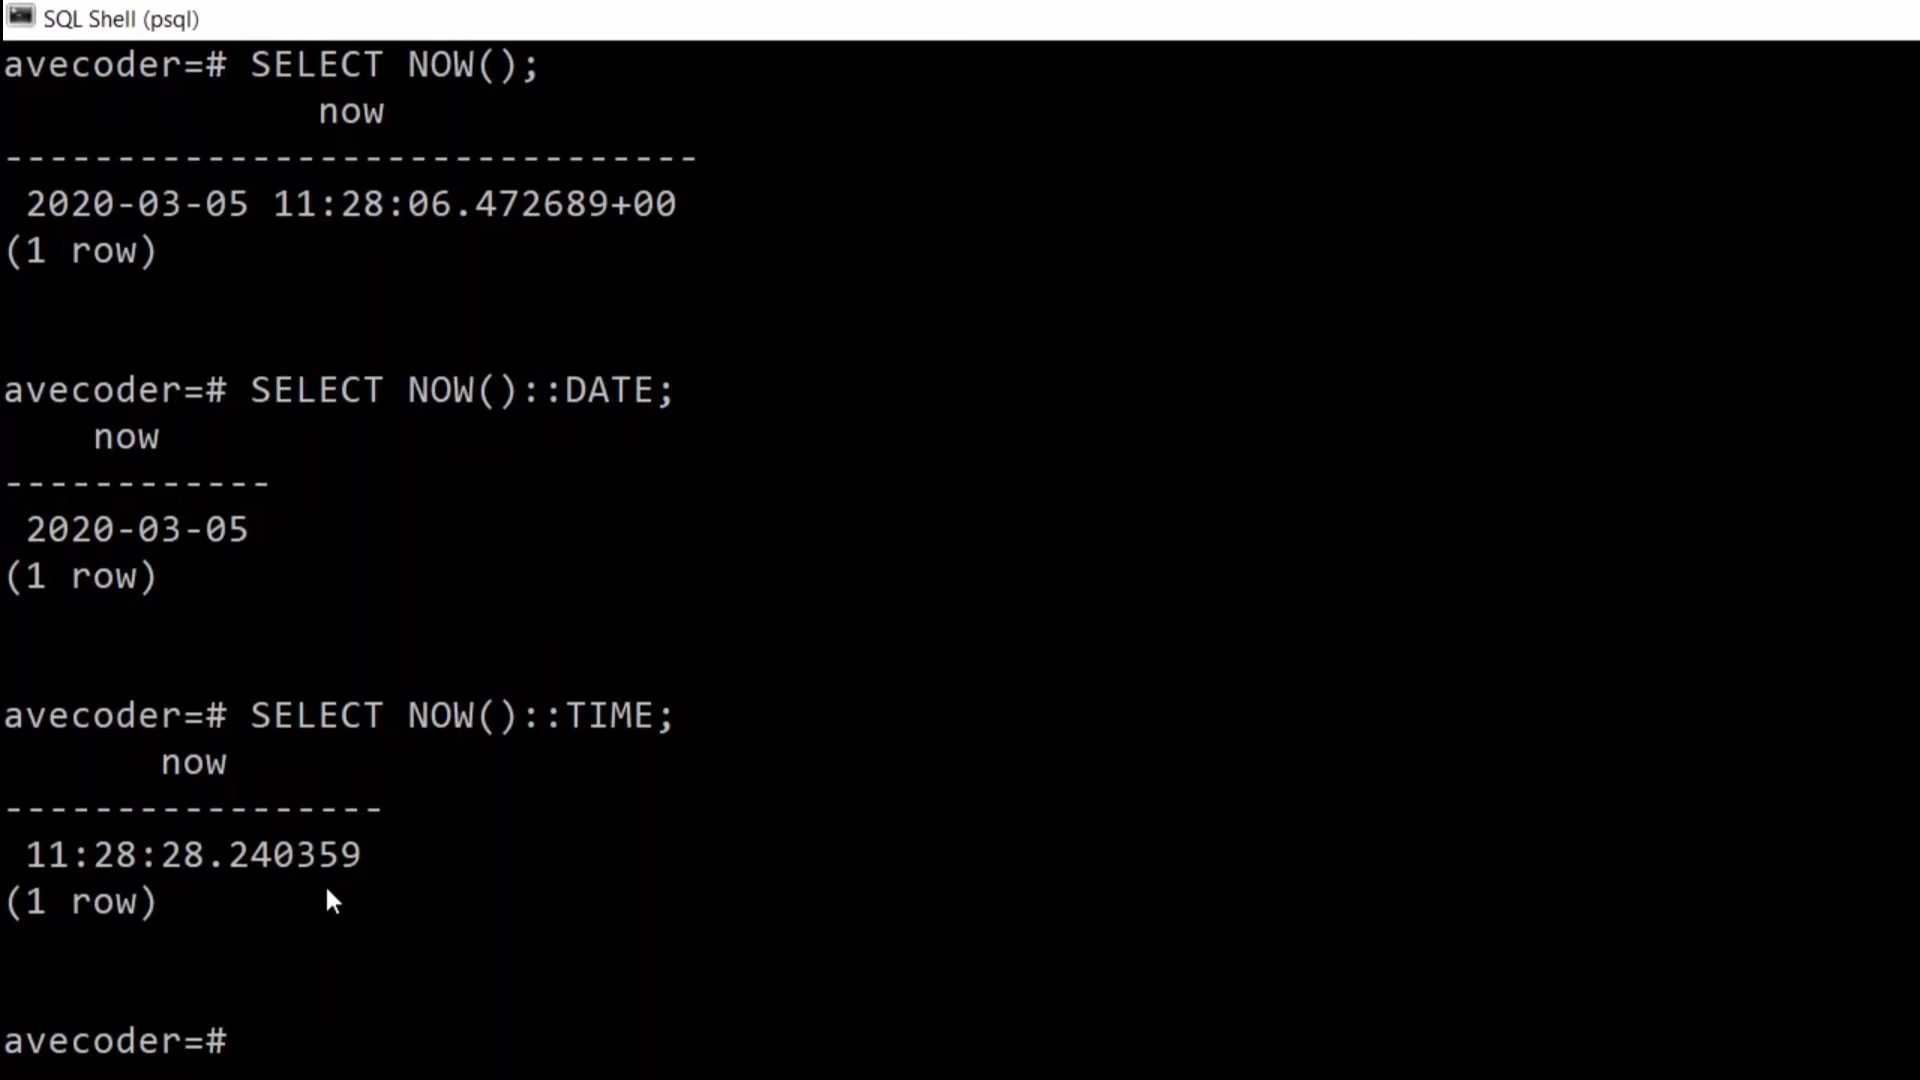 SQL Shell (psql)
avecoder=# SELECT NOW();
now
-------------------------------
2020-03-05 11:28:06.472689+00
(1 row)
avecoder=# SELECT NOW()::DATE;
now
------------
2020-03-05
(1 row)
avecoder=# SELECT NOW()::TIME;
now
-----------------
11:28:28.240359
(1 row)
avecoder=#